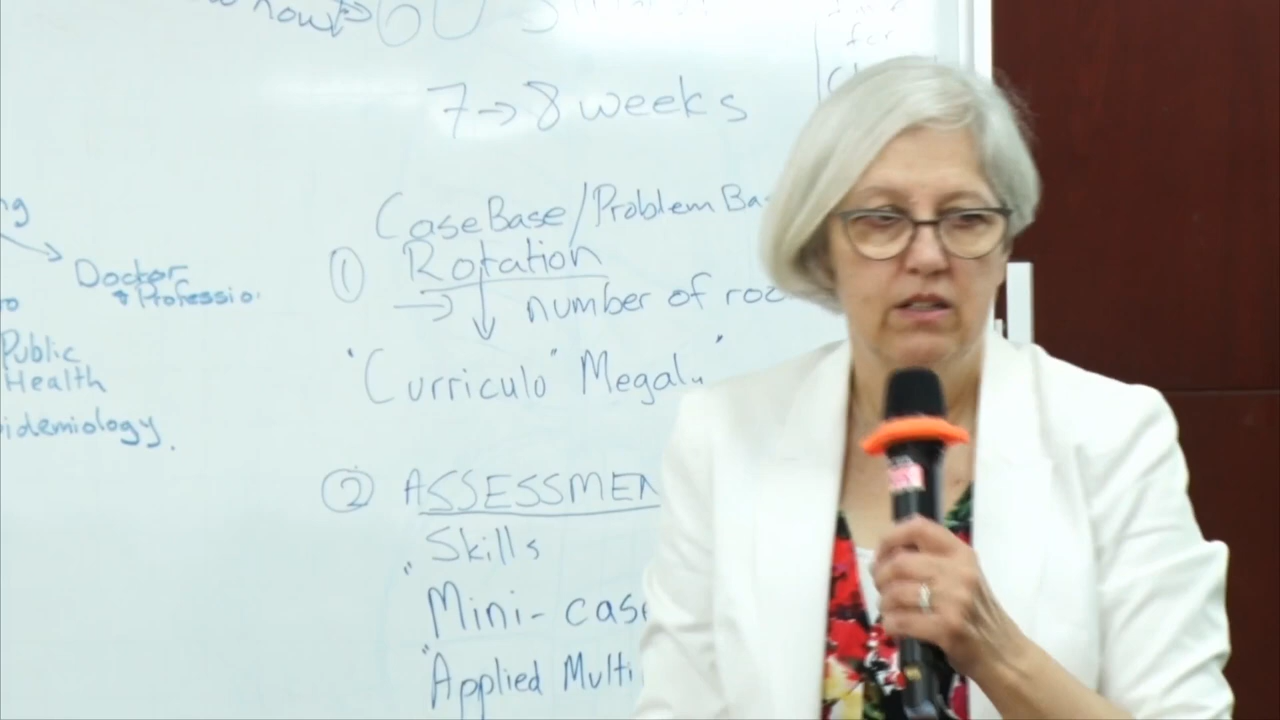 how
7 → 8 weeks
Case Base/Problem Ba
① Rotation
→ number of
"Curriculo" Megal
Doctor
Professio
Public
Health
idemiology.
② ASSESSMEN
Skills
Mini-case
"Applied Multi